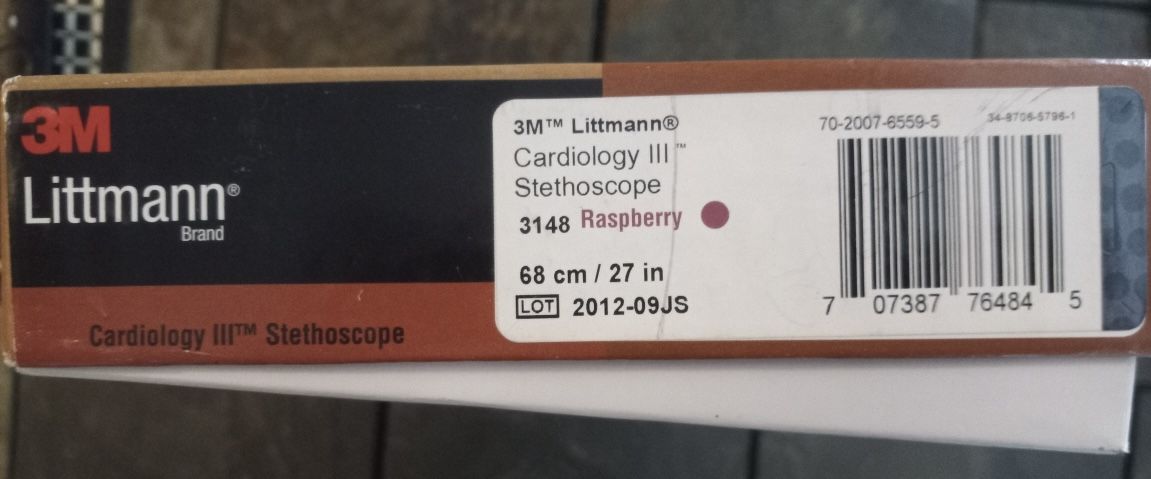 3M
Littmann®
Brand
Cardiology III™ Stethoscope
3M™ Littmann®
Cardiology III™
Stethoscope
3148 Raspberry
68 cm / 27 in
LOT 2012-09JS
70-2007-6559-5
34-8706-5796-1
7 07387 76484 5